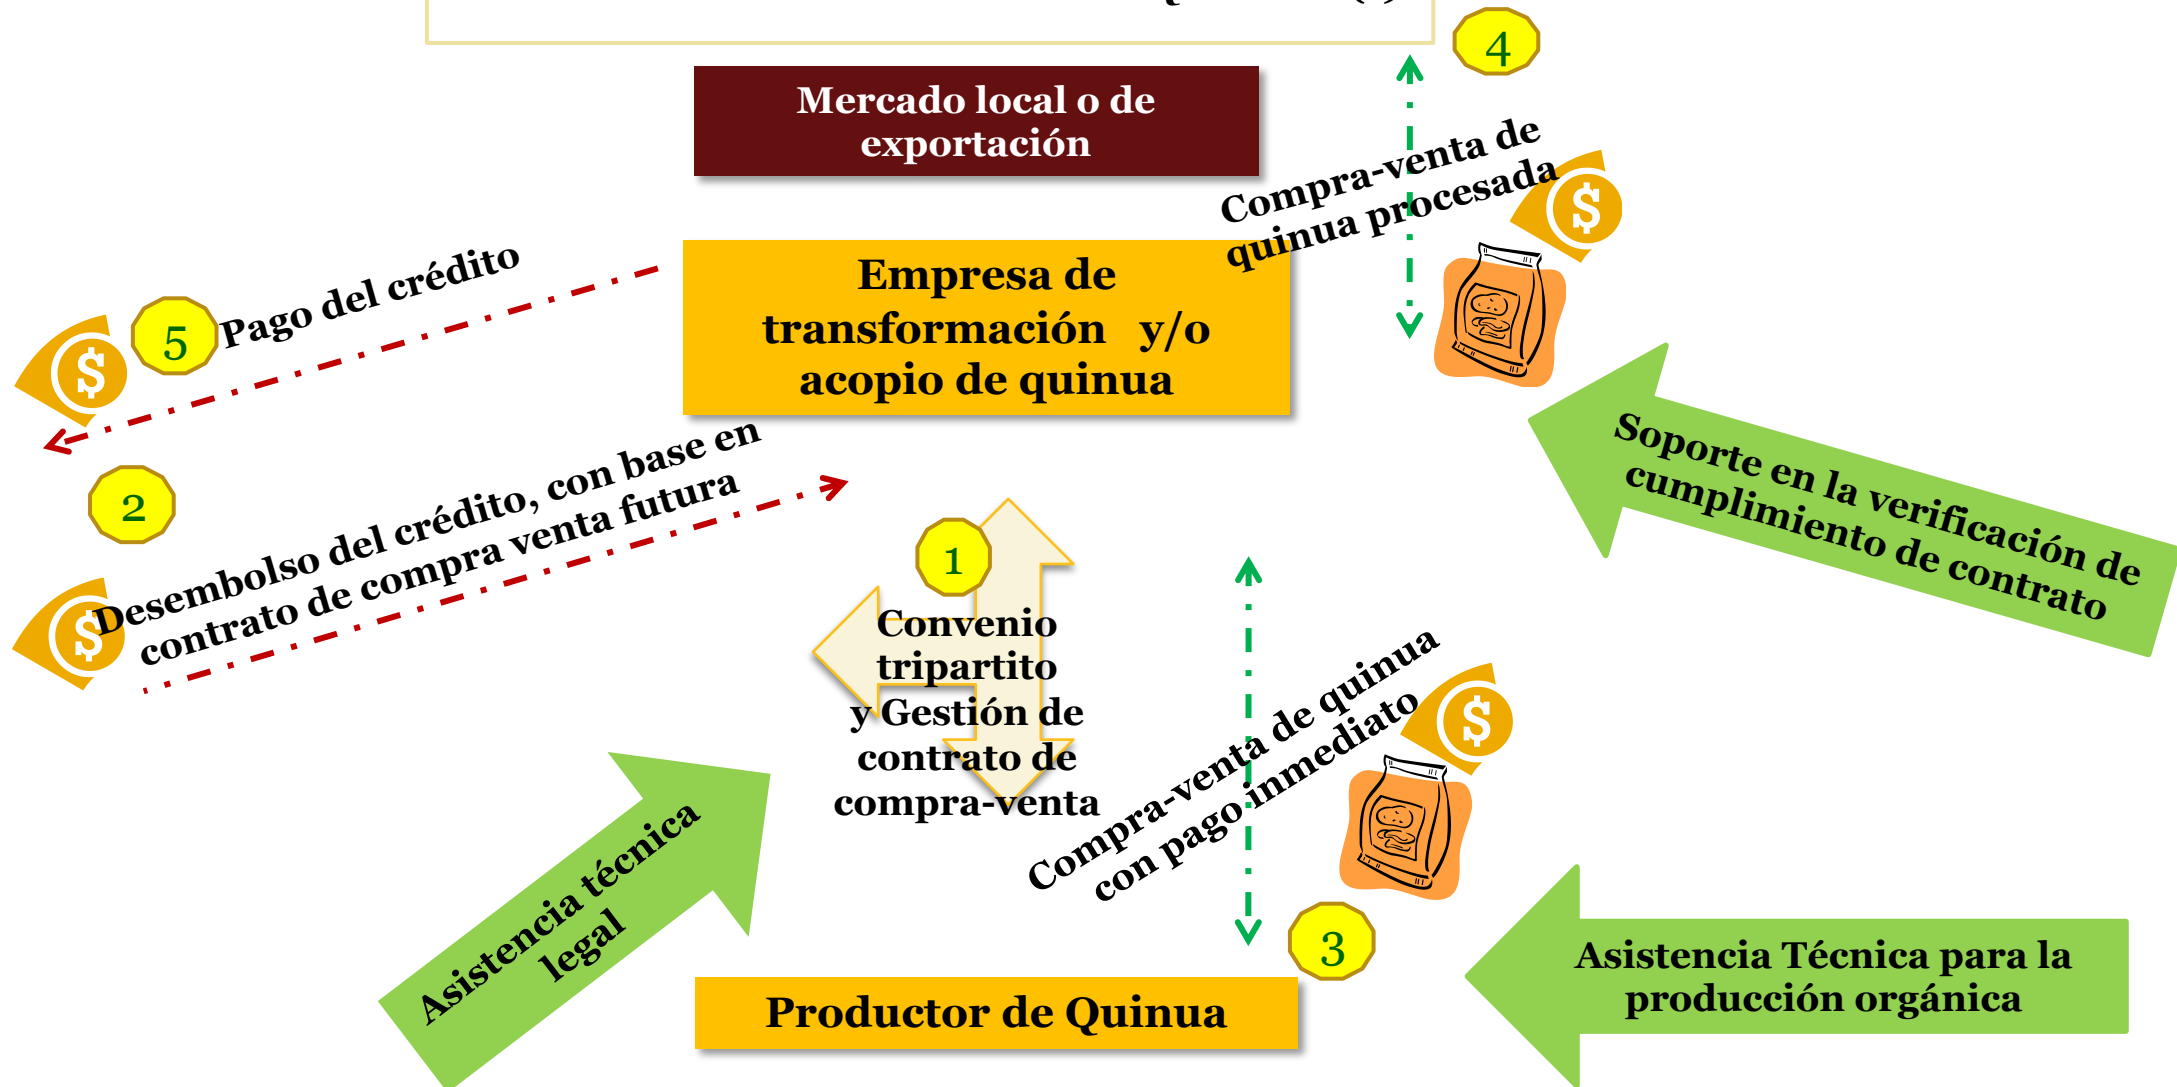 4
Mercado local o de
exportación
Compra-venta de
quinua procesada
$
Empresa de
transformación y/o
acopio de quinua
5
Pago del crédito
$
2
Desembolso del crédito, con base en
contrato de compra venta futura
$
Soporte en la verificación de
cumplimiento de contrato
1
Convenio
tripartito
y Gestión de
contrato de
compra-venta
Compra-venta de quinua
con pago inmediato
$
Asistencia técnica
legal
3
Productor de Quinua
Asistencia Técnica para la
producción orgánica